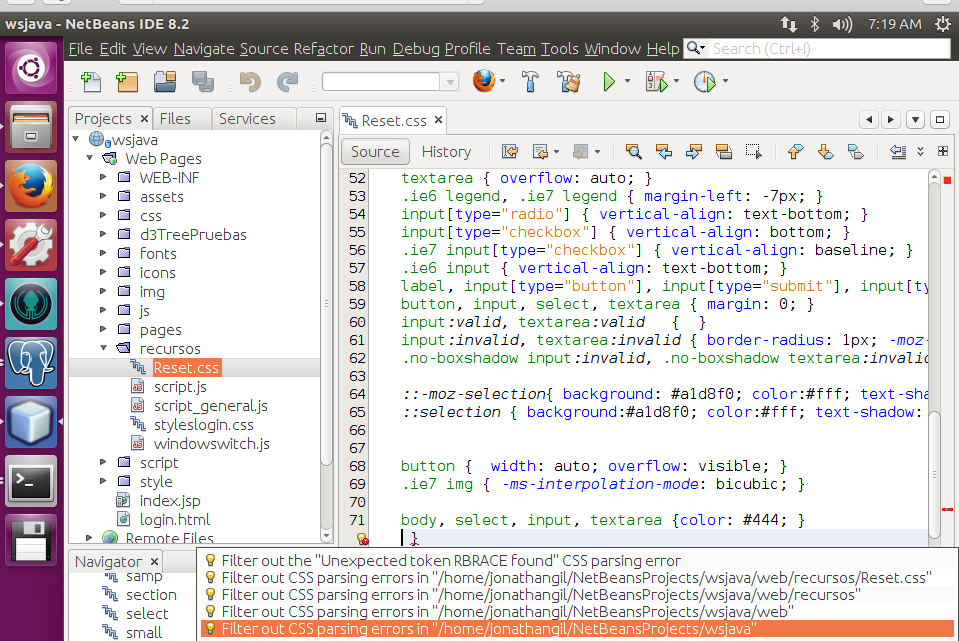 wsjava - NetBeans IDE 8.2
7:19 AM
File Edit View Navigate Source Refactor Run Debug Profile Team Tools Window Help
Search (Ctrl+I)
Projects
Files
Services
wsjava
Web Pages
WEB-INF
assets
css
d3TreePruebas
fonts
icons
img
js
pages
recursos
Reset.css
script.js
script_general.js
styleslogin.css
windowswitch.js
script
style
index.jsp
login.html
Remote Files
Navigator
samp
section
select
small
Reset.css
Source
History
52 textarea { overflow: auto; }
53 .ie6 legend, .ie7 legend { margin-left: -7px; }
54 input[type="radio"] { vertical-align: text-bottom; }
55 input[type="checkbox"] { vertical-align: bottom; }
56 .ie7 input[type="checkbox"] { vertical-align: baseline; }
57 .ie6 input { vertical-align: text-bottom; }
58 label, input[type="button"], input[type="submit"], input[ty
59 button, input, select, textarea { margin: 0; }
60 input:valid, textarea:valid   {  }
61 input:invalid, textarea:invalid { border-radius: 1px; -moz-
62 .no-boxshadow input:invalid, .no-boxshadow textarea:invalid
63
64 ::-moz-selection{ background: #a1d8f0; color:#fff; text-sha
65 ::selection { background:#a1d8f0; color:#fff; text-shadow:
66
67
68 button {  width: auto; overflow: visible; }
69 .ie7 img { -ms-interpolation-mode: bicubic; }
70
71 body, select, input, textarea {color: #444; }
}
Filter out the "Unexpected token RBRACE found" CSS parsing error
Filter out CSS parsing errors in "/home/jonathangil/NetBeansProjects/wsjava/web/recursos/Reset.css"
Filter out CSS parsing errors in "/home/jonathangil/NetBeansProjects/wsjava/web/recursos"
Filter out CSS parsing errors in "/home/jonathangil/NetBeansProjects/wsjava/web"
Filter out CSS parsing errors in "/home/jonathangil/NetBeansProjects/wsjava"